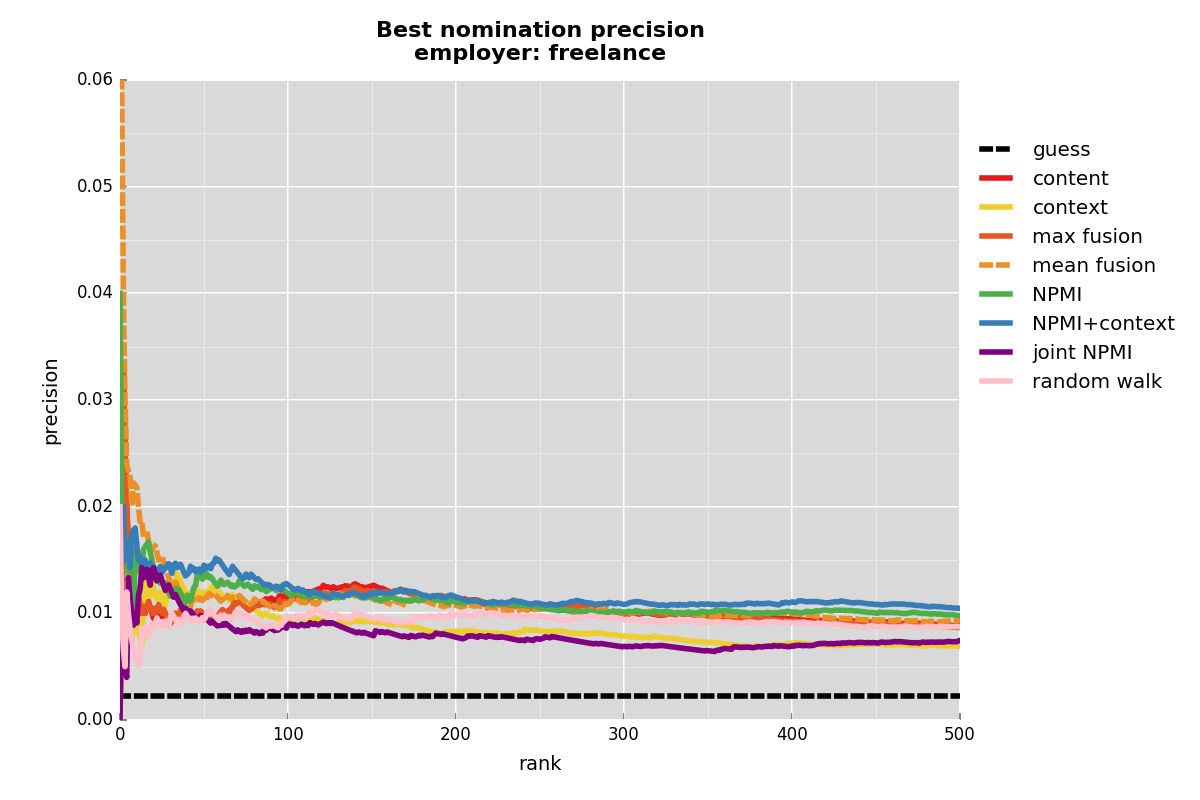 Best nomination precision
employer: freelance
0.06
0.05
0.04
0.03
0.02
0.01
0.00
precision
0
100
200
300
400
500
rank
guess
content
context
max fusion
mean fusion
NPMI
NPMI+context
joint NPMI
random walk